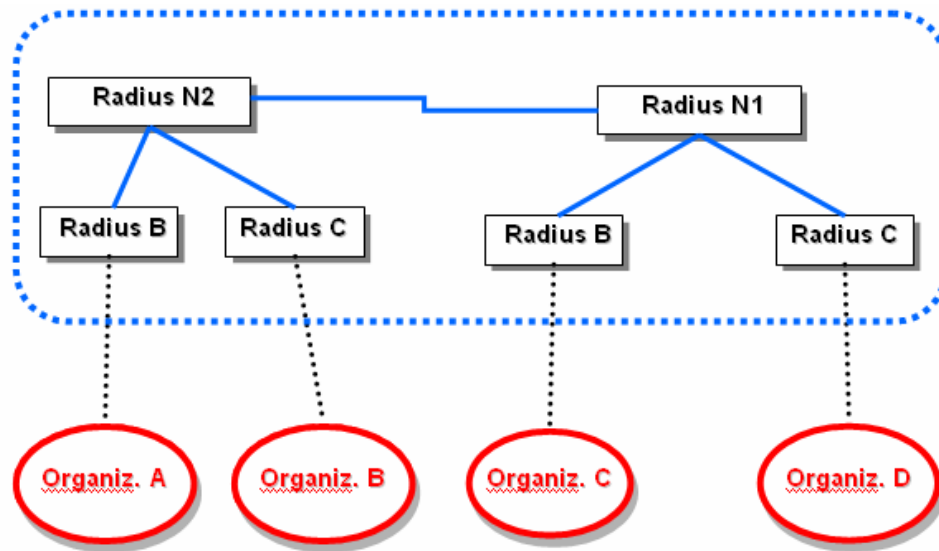 Radius N2
Radius N1
Radius B
Radius C
Radius B
Radius C
Organiz. A
Organiz. B
Organiz. C
Organiz. D